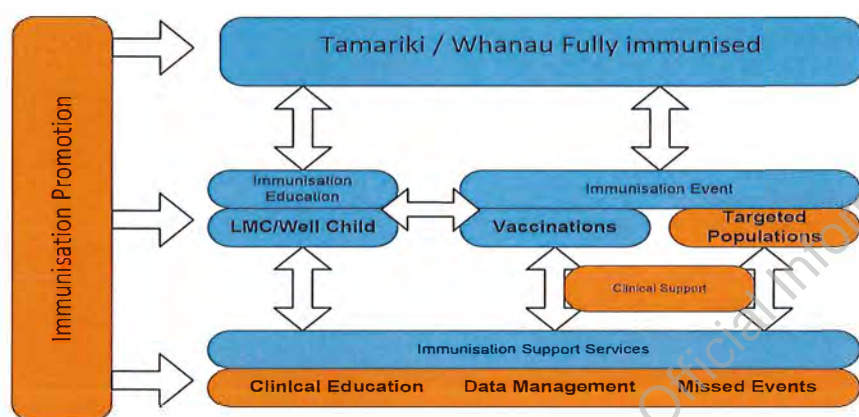 Immunisation Promotion
Tamariki / Whanau Fully immunised
Immunisation
Education
LMC/Well Child
Immunisation Event
Vaccinations
Targeted
Populations
Clinical Support
Immunisation Support Services
Clinical Education Data Management Missed Events
Official